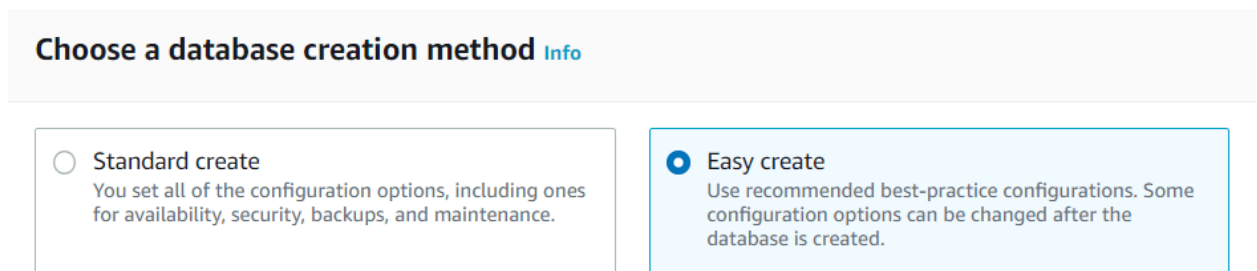 Choose a database creation method Info
Standard create
You set all of the configuration options, including ones
for availability, security, backups, and maintenance.
Easy create
Use recommended best-practice configurations. Some
configuration options can be changed after the
database is created.